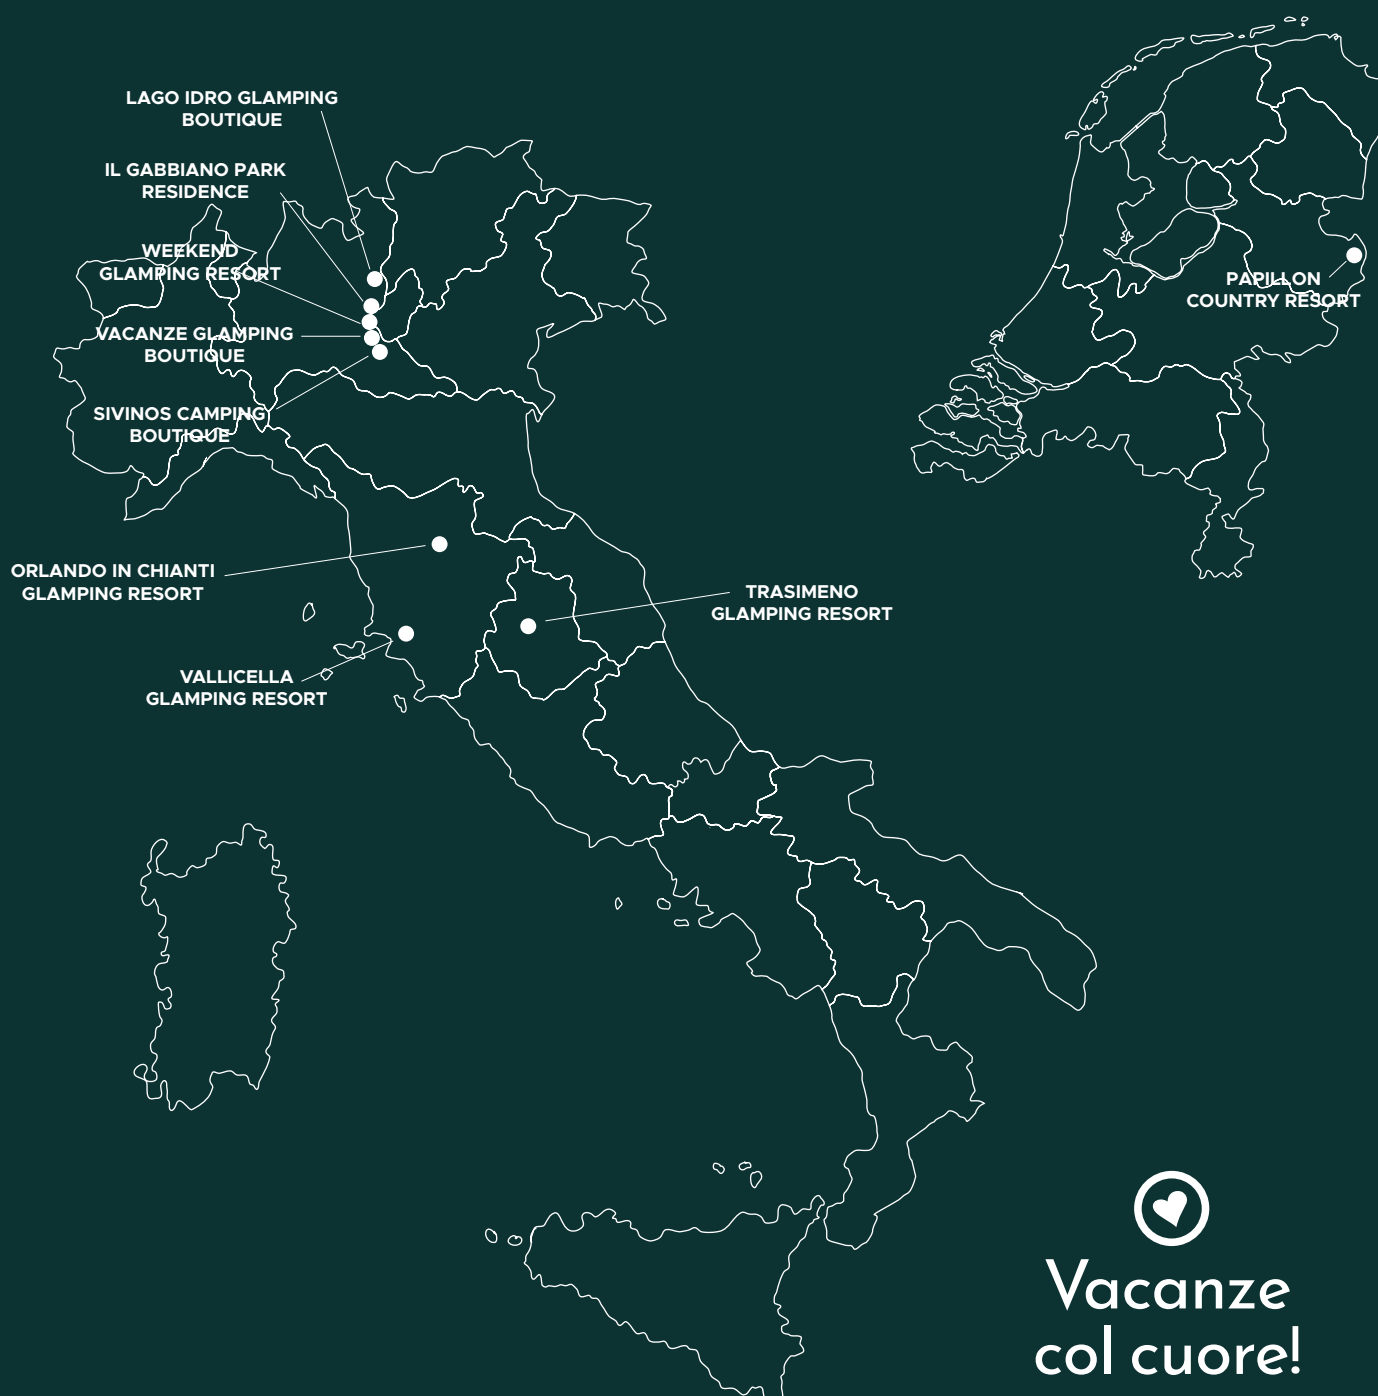 LAGO IDRO GLAMPING
BOUTIQUE
IL GABBIANO PARK
RESIDENCE
WEEKEND
GLAMPING RESORT
VACANZE GLAMPING
BOUTIQUE
SIVINOS CAMPING
BOUTIQUE
PAPILLON
COUNTRY RESORT
ORLANDO IN CHIANTI
GLAMPING RESORT
TRASIMENO
GLAMPING RESORT
VALLICELLA
GLAMPING RESORT
Vacanze
col cuore!